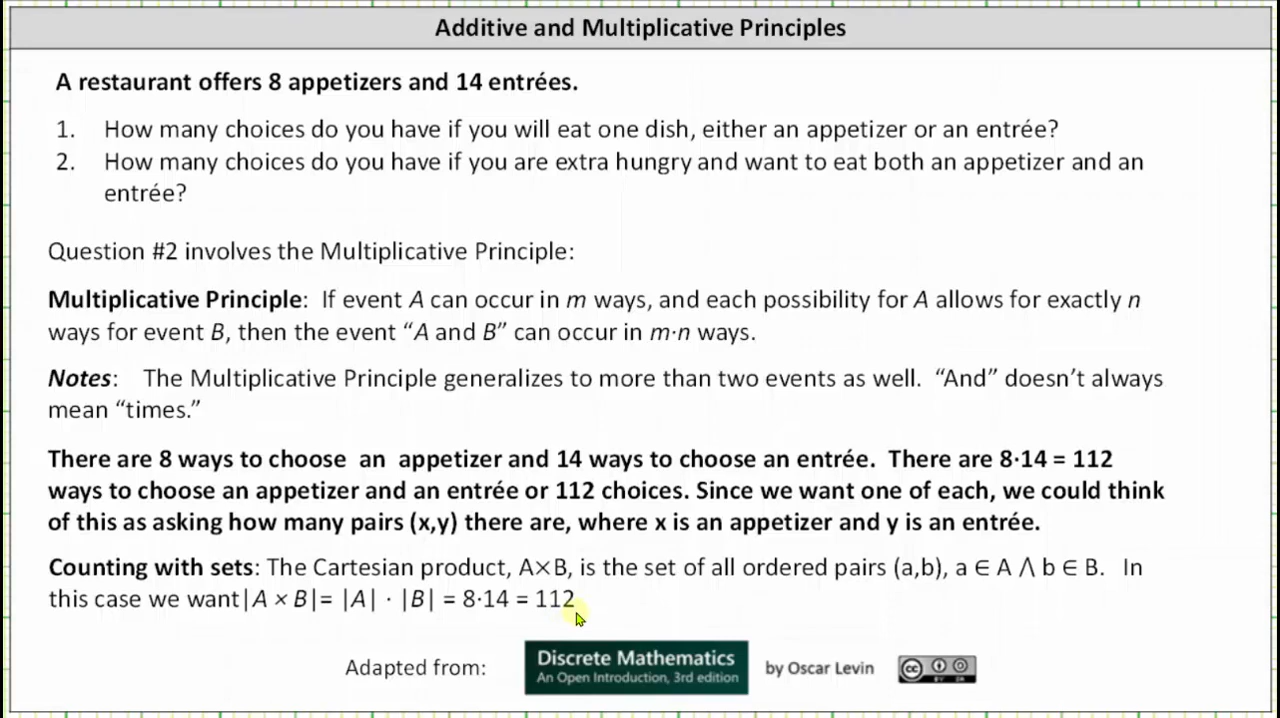 Additive and Multiplicative Principles
A restaurant offers 8 appetizers and 14 entrées.
1. How many choices do you have if you will eat one dish, either an appetizer or an entrée?
2. How many choices do you have if you are extra hungry and want to eat both an appetizer and an
entrée?
Question #2 involves the Multiplicative Principle:
Multiplicative Principle: If event A can occur in m ways, and each possibility for A allows for exactly n
ways for event B, then the event “A and B” can occur in m·n ways.
Notes: The Multiplicative Principle generalizes to more than two events as well. “And” doesn’t always
mean “times.”
There are 8 ways to choose an appetizer and 14 ways to choose an entrée. There are 8·14 = 112
ways to choose an appetizer and an entrée or 112 choices. Since we want one of each, we could think
of this as asking how many pairs (x,y) there are, where x is an appetizer and y is an entrée.
Counting with sets: The Cartesian product, A×B, is the set of all ordered pairs (a,b), a ∈ A ⋀ b ∈ B. In
this case we want |A × B| = |A| · |B| = 8·14 = 112
Adapted from: Discrete Mathematics by Oscar Levin
An Open Introduction, 3rd edition
cc BY SA